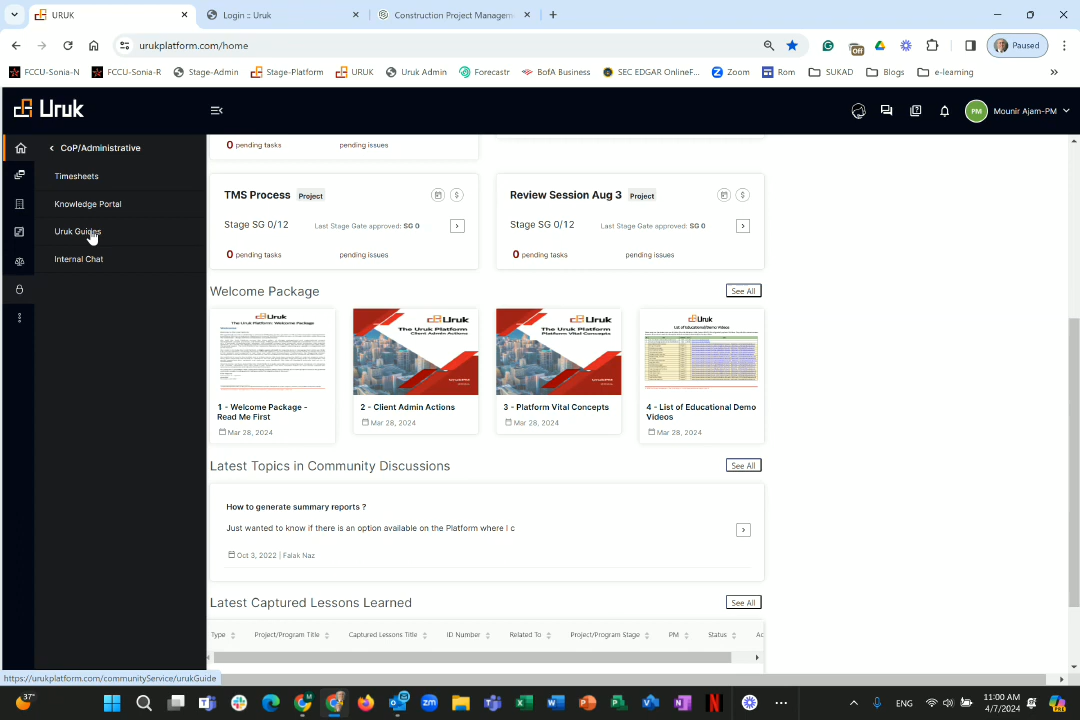 URUK
Login :: Uruk
Construction Project Managem
urukplatform.com/home
Off
Paused
FCCU-Sonia-N
FCCU-Sonia-R
Stage-Admin
Stage-Platform
URUK
Uruk Admin
Forecastr
BofA Business
SEC EDGAR OnlineF...
Zoom
Rom
SUKAD
Blogs
e-learning
Uruk
PM
Mounir Ajam-PM
CoP/Administrative
Timesheets
Knowledge Portal
Uruk Guides
Internal Chat
0 pending tasks
pending issues
TMS Process Project
Stage SG 0/12
Last Stage Gate approved: SG 0
0 pending tasks
pending issues
Review Session Aug 3 Project
Stage SG 0/12
Last Stage Gate approved: SG 0
0 pending tasks
pending issues
Welcome Package
See All
Uruk
The Uruk Platform: Welcome Package
1 - Welcome Package -
Read Me First
Mar 28, 2024
Uruk
The Uruk Platform
Client Admin Actions
2 - Client Admin Actions
Mar 28, 2024
Uruk
The Uruk Platform
Platform Vital Concepts
3 - Platform Vital Concepts
Mar 28, 2024
Uruk
List of Educational/Demo Videos
4 - List of Educational Demo
Videos
Mar 28, 2024
Latest Topics in Community Discussions
See All
How to generate summary reports ?
Just wanted to know if there is an option available on the Platform where I c
Oct 3, 2022 | Falak Naz
Latest Captured Lessons Learned
See All
Type
Project/Program Title
Captured Lessons Title
ID Number
Related To
Project/Program Stage
PM
Status
Ac
https://urukplatform.com/communityService/urukGuide
37°
ENG
11:00 AM
4/7/2024